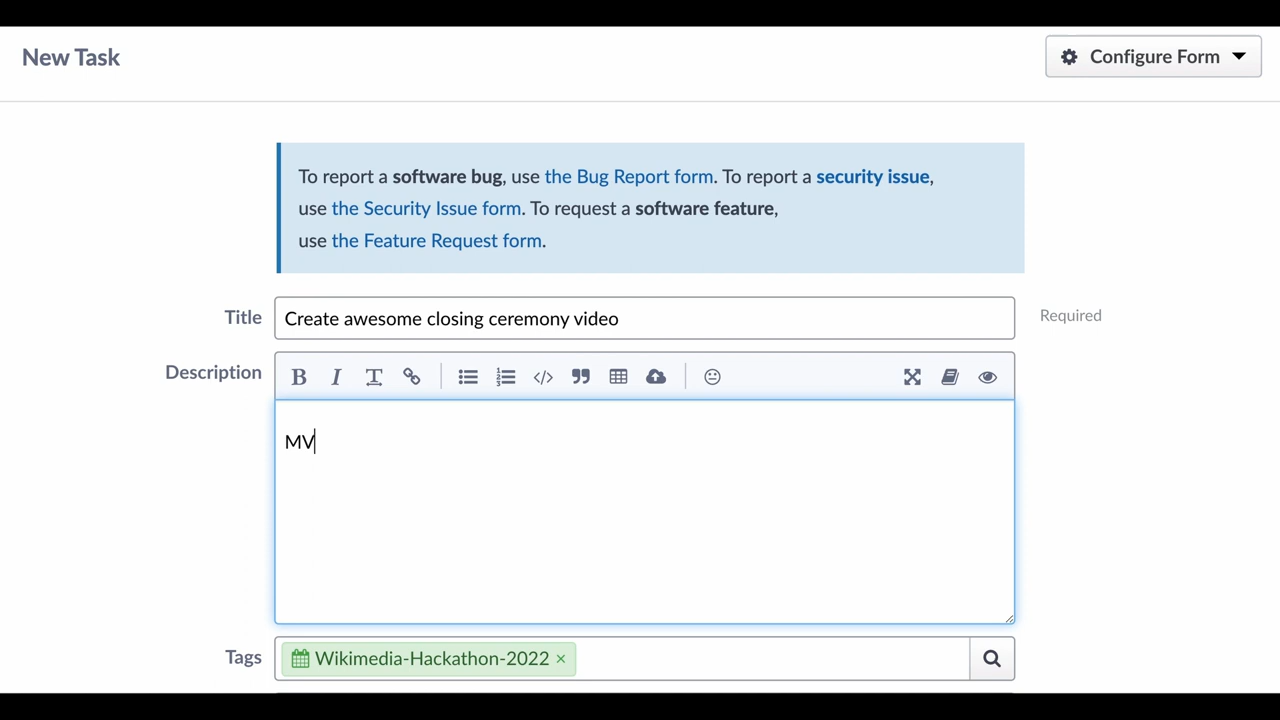 New Task
Configure Form
To report a software bug, use the Bug Report form. To report a security issue,
use the Security Issue form. To request a software feature,
use the Feature Request form.
Title
Create awesome closing ceremony video
Required
Description
MV
Tags
Wikimedia-Hackathon-2022 ×